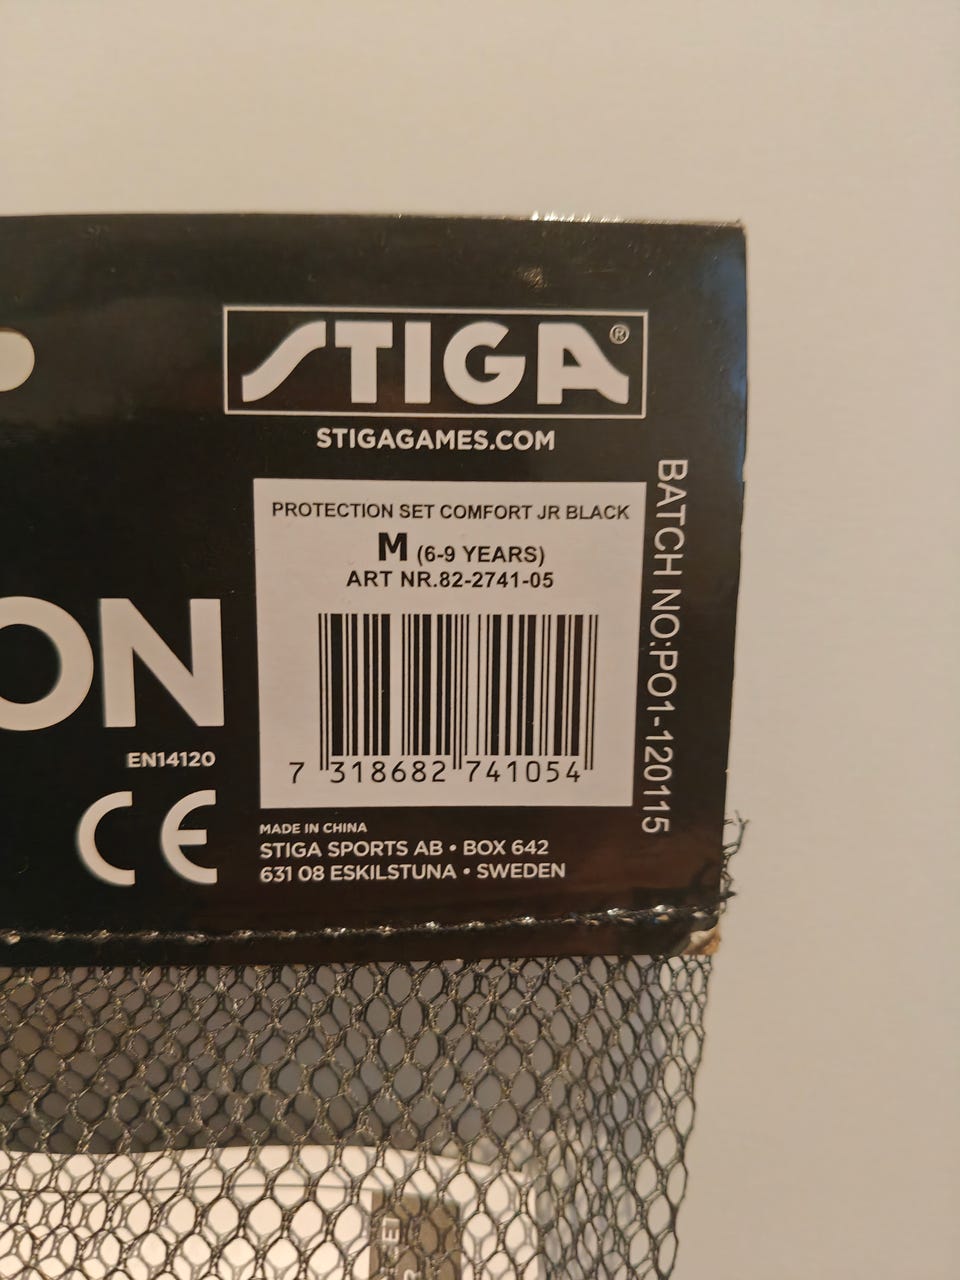 STIGA®
STIGAGAMES.COM
PROTECTION SET COMFORT JR BLACK
M (6-9 YEARS)
ART NR.82-2741-05
7 318682 741054
BATCH NO:PO1-120115
ON
EN14120
CE
MADE IN CHINA
STIGA SPORTS AB • BOX 642
631 08 ESKILSTUNA • SWEDEN